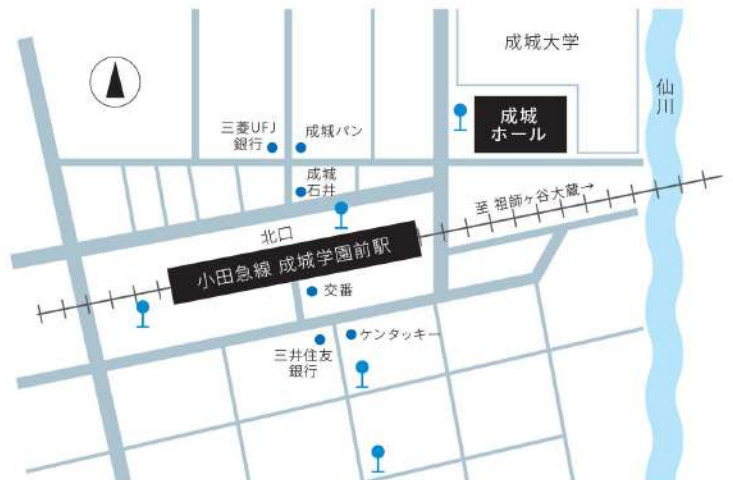 成城大学
仙川
三菱UFJ
銀行
成城パン
成城
ホール
成城
石井
至 祖師ヶ谷大蔵→
北口
小田急線 成城学園前駅
交番
ケンタッキー
三井住友
銀行